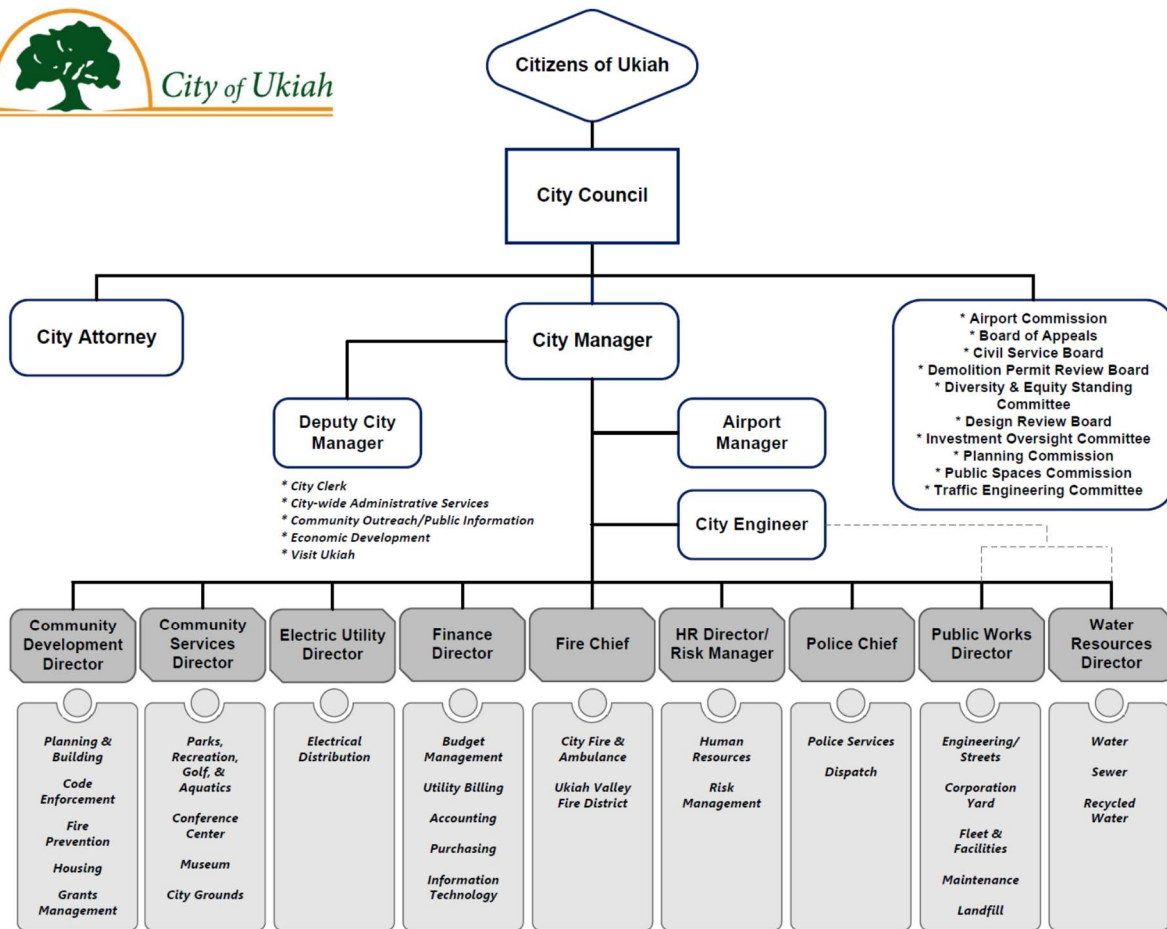 City of Ukiah
Citizens of Ukiah
City Council
City Attorney
City Manager
* Airport Commission
* Board of Appeals
* Civil Service Board
* Demolition Permit Review Board
* Diversity & Equity Standing
Committee
* Design Review Board
* Investment Oversight Committee
* Planning Commission
* Public Spaces Commission
* Traffic Engineering Committee
Deputy City
Manager
* City Clerk
* City-wide Administrative Services
* Community Outreach/Public Information
* Economic Development
* Visit Ukiah
Airport
Manager
City Engineer
Community
Development
Director
Community
Services
Director
Electric Utility
Director
Finance
Director
Fire Chief
HR Director/
Risk Manager
Police Chief
Public Works
Director
Water
Resources
Director
Planning &
Building
Code
Enforcement
Fire
Prevention
Housing
Grants
Management
Parks,
Recreation,
Golf, &
Aquatics
Conference
Center
Museum
City Grounds
Electrical
Distribution
Budget
Management
Utility Billing
Accounting
Purchasing
Information
Technology
City Fire &
Ambulance
Ukiah Valley
Fire District
Human
Resources
Risk
Management
Police Services
Dispatch
Engineering/
Streets
Corporation
Yard
Fleet &
Facilities
Maintenance
Landfill
Water
Sewer
Recycled
Water